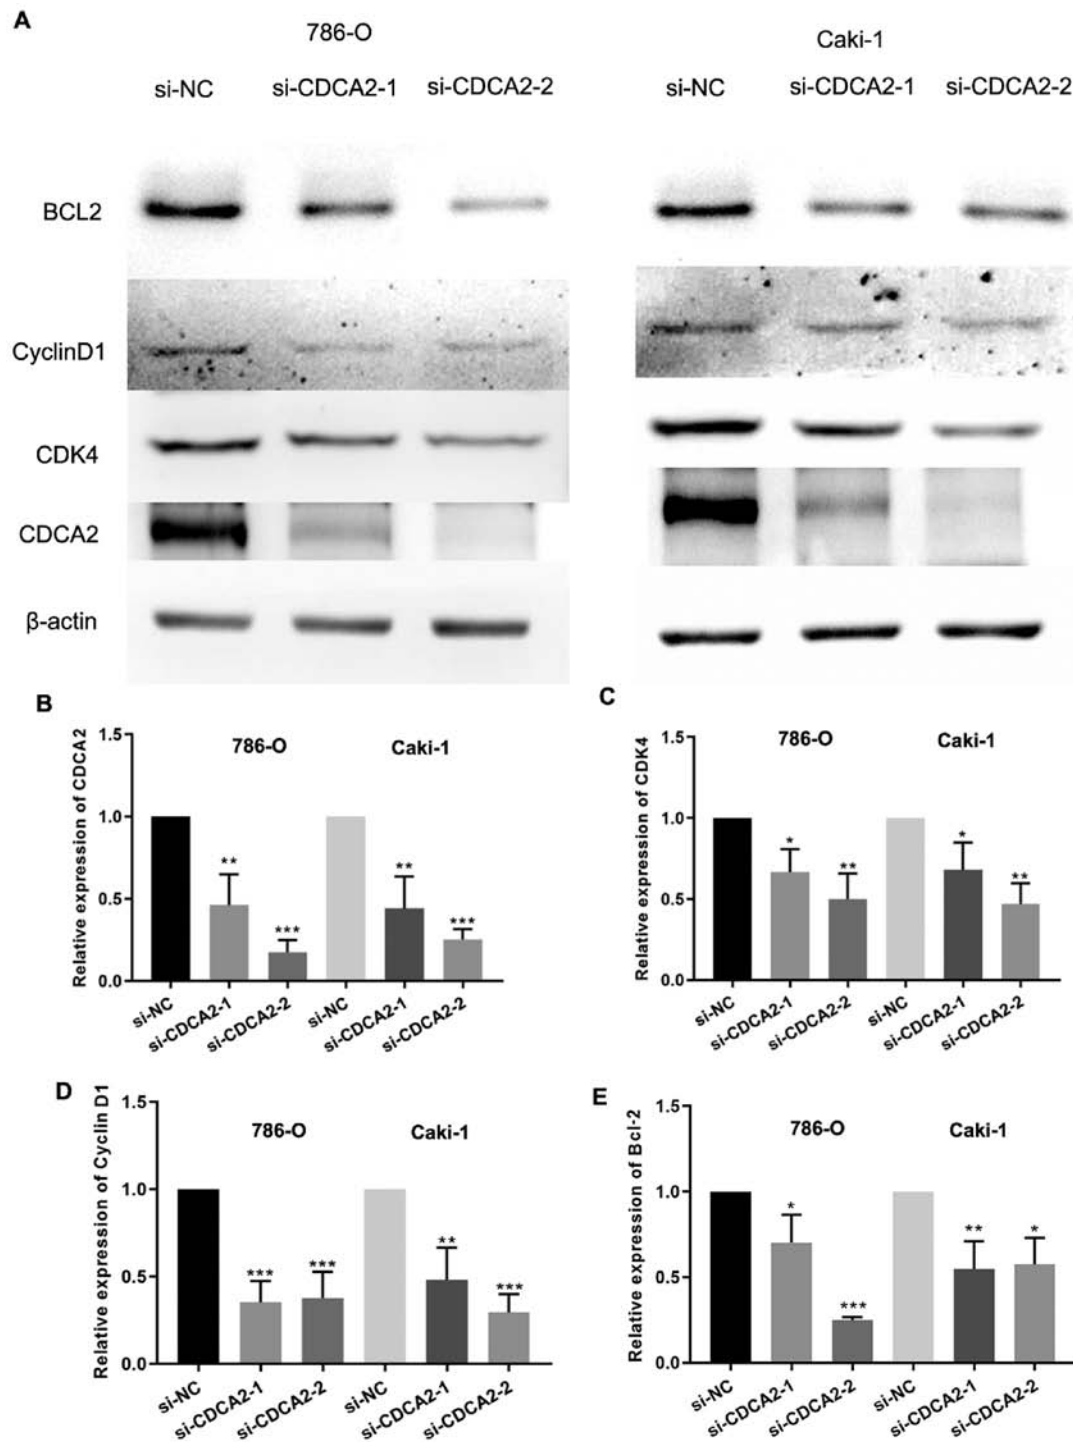 A
786-O
Caki-1
si-NC si-CDCA2-1 si-CDCA2-2
si-NC si-CDCA2-1 si-CDCA2-2
BCL2
CyclinD1
CDK4
CDCA2
β-actin
B
Relative expression of CDCA2
1.5
1.0
0.5
0.0
786-O
Caki-1
**
***
**
***
si-NC
si-CDCA2-1
si-CDCA2-2
si-NC
si-CDCA2-1
si-CDCA2-2
C
Relative expression of CDK4
1.5
1.0
0.5
0.0
786-O
Caki-1
*
**
*
**
si-NC
si-CDCA2-1
si-CDCA2-2
si-NC
si-CDCA2-1
si-CDCA2-2
D
Relative expression of Cyclin D1
1.5
1.0
0.5
0.0
786-O
Caki-1
***
***
**
***
si-NC
si-CDCA2-1
si-CDCA2-2
si-NC
si-CDCA2-1
si-CDCA2-2
E
Relative expression of Bcl-2
1.5
1.0
0.5
0.0
786-O
Caki-1
*
***
**
*
si-NC
si-CDCA2-1
si-CDCA2-2
si-NC
si-CDCA2-1
si-CDCA2-2